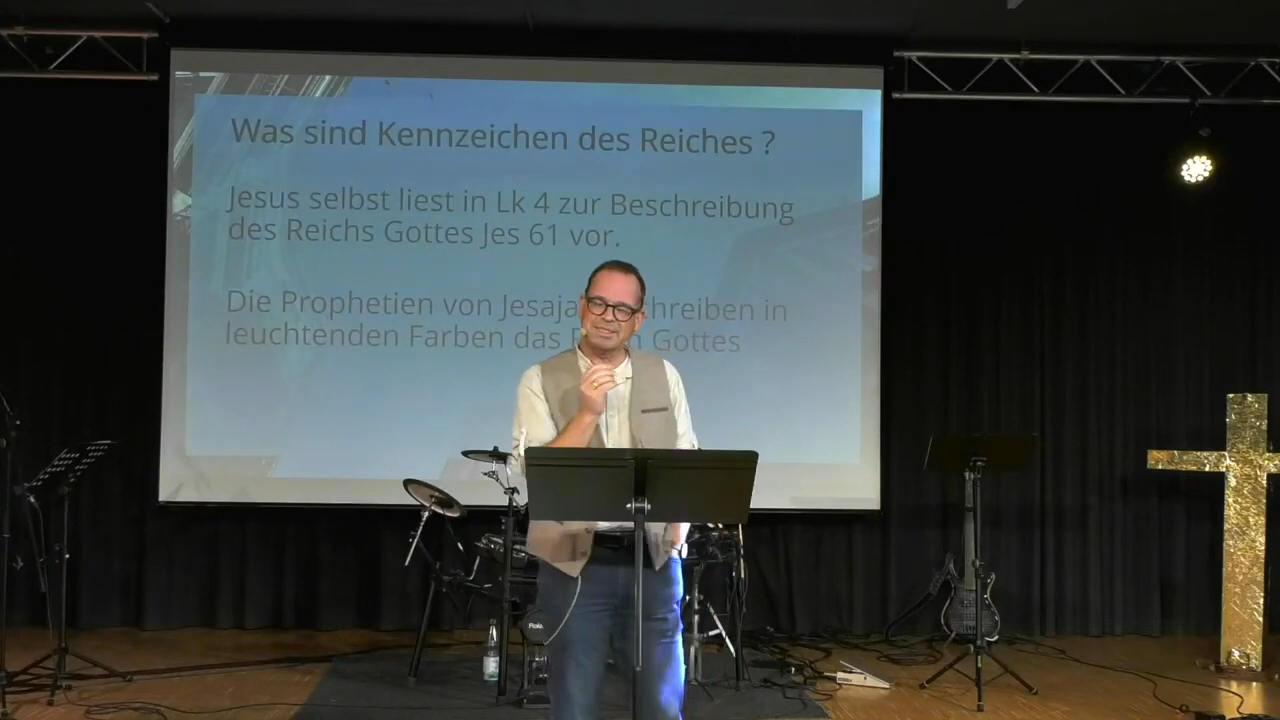 Was sind Kennzeichen des Reiches ?
Jesus selbst liest in Lk 4 zur Beschreibung
des Reichs Gottes Jes 61 vor.
Die Prophetien von Jesaja schreiben in
leuchtenden Farben das Gottes